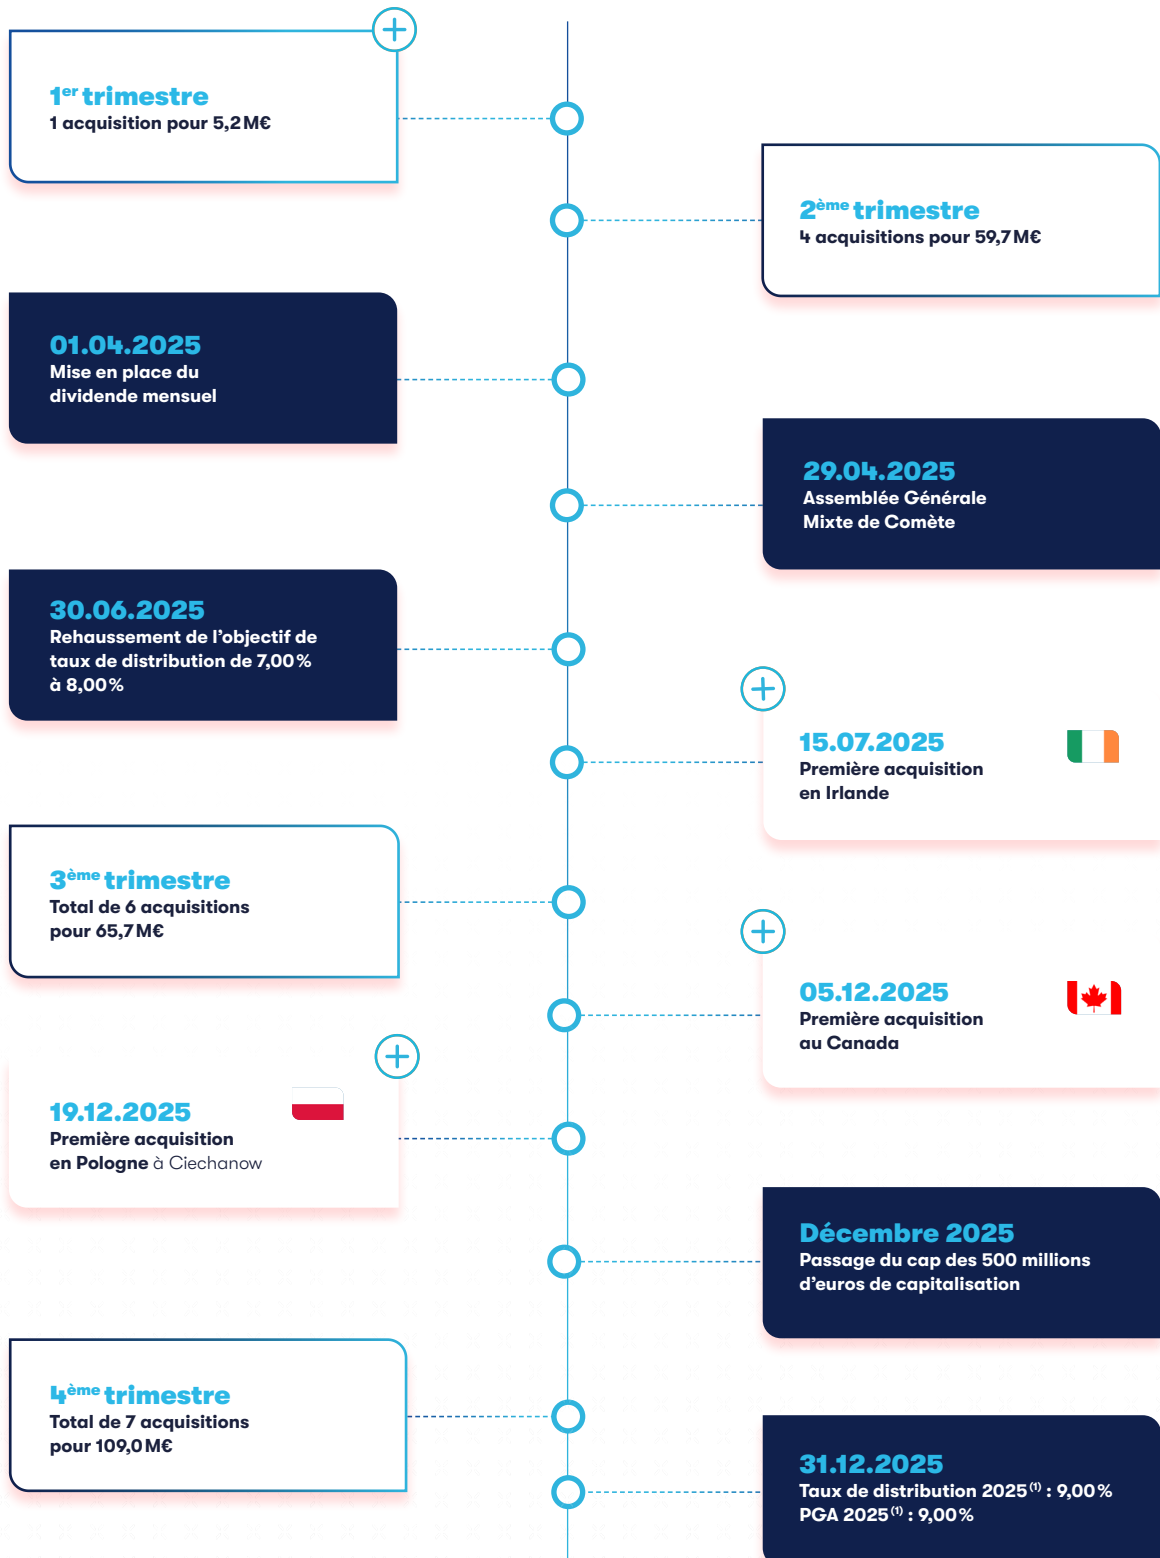 1er trimestre
1 acquisition pour 5,2 M€
2ème trimestre
4 acquisitions pour 59,7 M€
01.04.2025
Mise en place du
dividende mensuel
29.04.2025
Assemblée Générale
Mixte de Comète
30.06.2025
Rehaussement de l’objectif de
taux de distribution de 7,00 %
à 8,00 %
15.07.2025
Première acquisition
en Irlande
3ème trimestre
Total de 6 acquisitions
pour 65,7 M€
05.12.2025
Première acquisition
au Canada
19.12.2025
Première acquisition
en Pologne à Ciechanow
Décembre 2025
Passage du cap des 500 millions
d’euros de capitalisation
4ème trimestre
Total de 7 acquisitions
pour 109,0 M€
31.12.2025
Taux de distribution 2025 (1) : 9,00 %
PGA 2025 (1) : 9,00 %